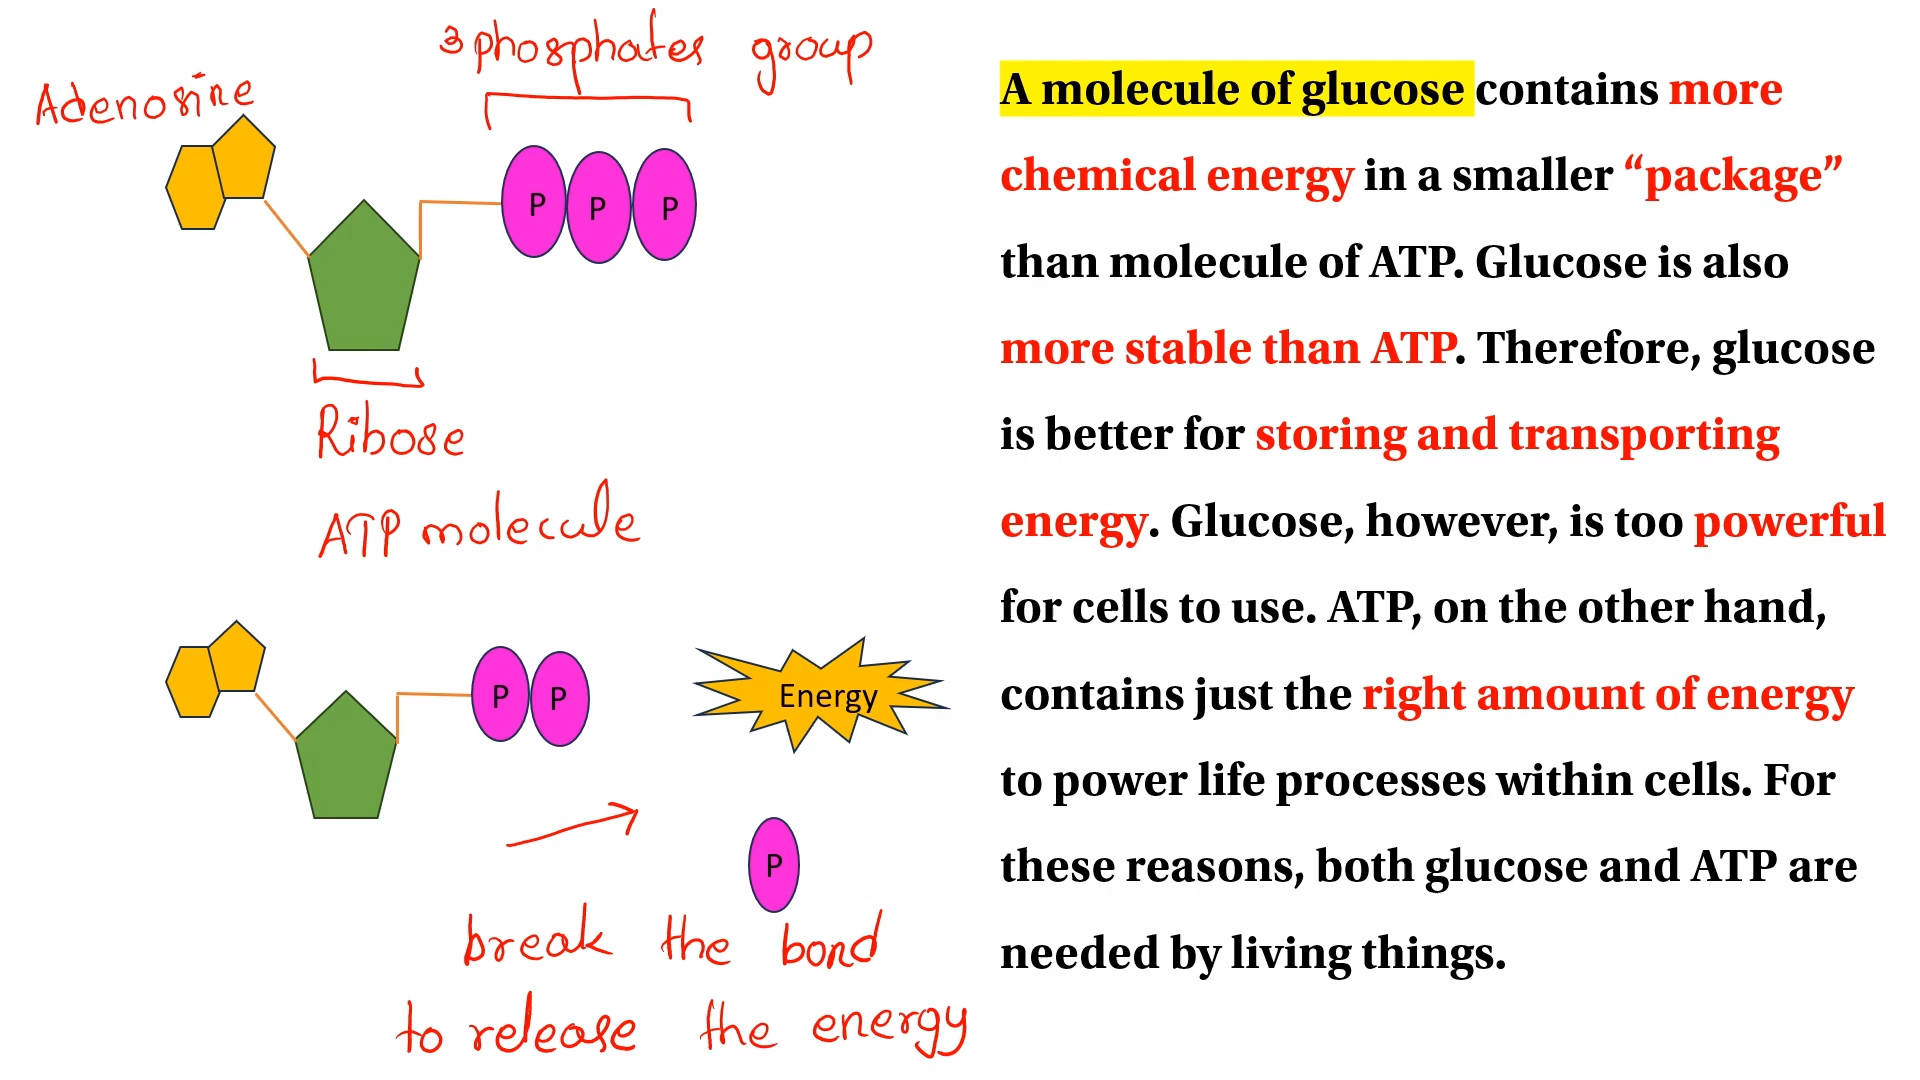 3 phosphates group
Adenosine
P P P
Ribose
ATP molecule
P P
Energy
P
break the bond
to release the energy
A molecule of glucose contains more
chemical energy in a smaller “package”
than molecule of ATP. Glucose is also
more stable than ATP. Therefore, glucose
is better for storing and transporting
energy. Glucose, however, is too powerful
for cells to use. ATP, on the other hand,
contains just the right amount of energy
to power life processes within cells. For
these reasons, both glucose and ATP are
needed by living things.